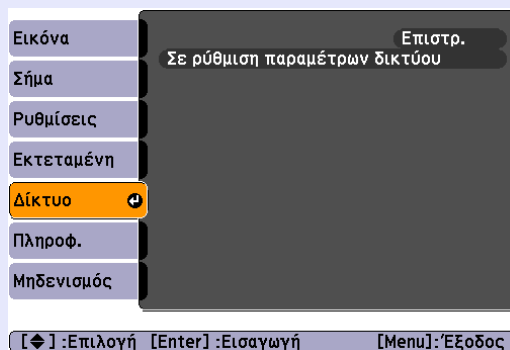 Εικόνα
Σήμα
Ρυθμίσεις
Εκτεταμένη
Δίκτυο
Πληροφ.
Μηδενισμός
Επιστρ.
Σε ρύθμιση παραμέτρων δικτύου
[◆] :Επιλογή [Enter] :Εισαγωγή [Menu]:Έξοδος